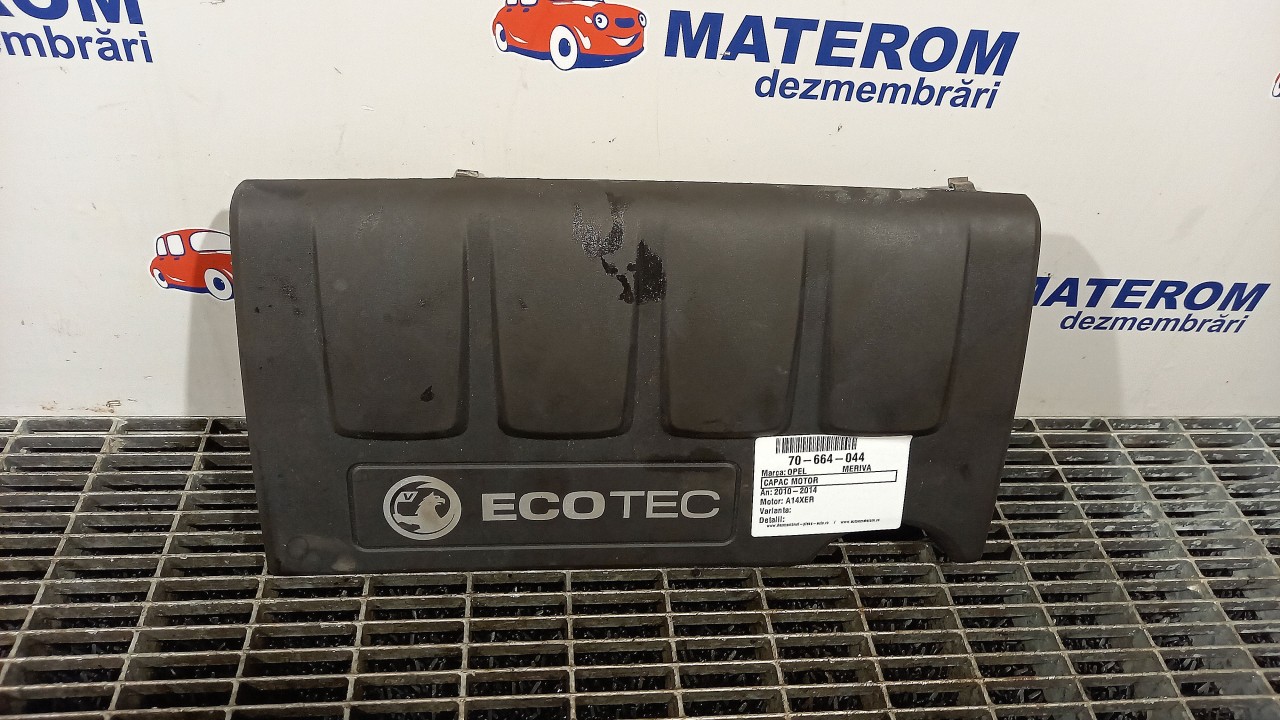 EROM
dezmembrări
MATEROM
dezmembrări
MATEROM
dezmembrări
V
ECOTEC
70-664-044
Marca: OPEL MERIVA
CAPAC MOTOR
An: 2010-2014
Motor: A14XER
Varianta:
Detalii: